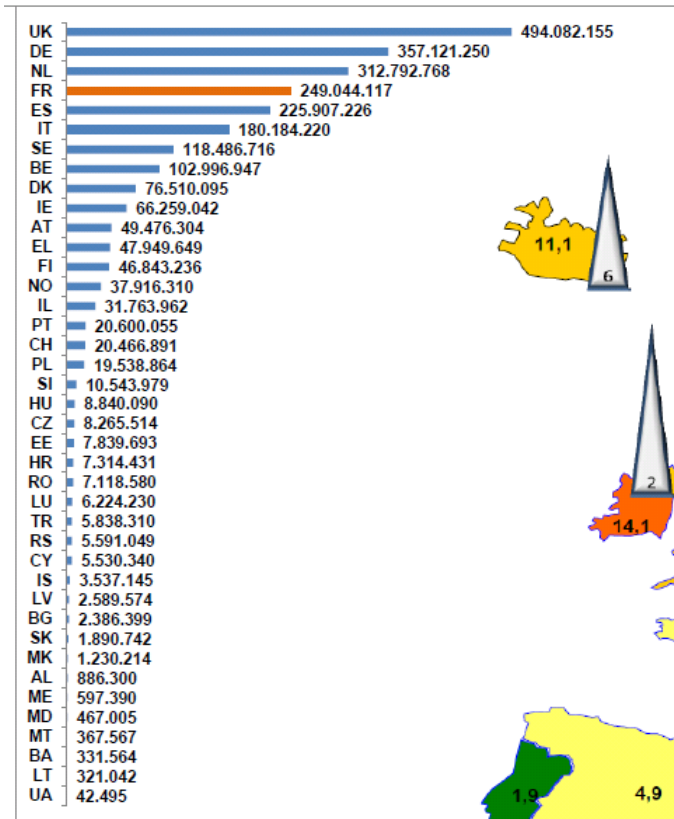 UK 494.082.155
DE 357.121.250
NL 312.792.768
FR 249.044.117
ES 225.907.226
IT 180.184.220
SE 118.486.716
BE 102.996.947
DK 76.510.095
IE 66.259.042
AT 49.476.304
EL 47.949.649
FI 46.843.236
NO 37.916.310
IL 31.763.962
PT 20.600.055
CH 20.466.891
PL 19.538.864
SI 10.543.979
HU 8.840.090
CZ 8.265.514
EE 7.839.693
HR 7.314.431
RO 7.118.580
LU 6.224.230
TR 5.838.310
RS 5.591.049
CY 5.530.340
IS 3.537.145
LV 2.589.574
BG 2.386.399
SK 1.890.742
MK 1.230.214
AL 886.300
ME 597.390
MD 467.005
MT 367.567
BA 331.564
LT 321.042
UA 42.495
11,1
6
2
14,1
1,9
4,9